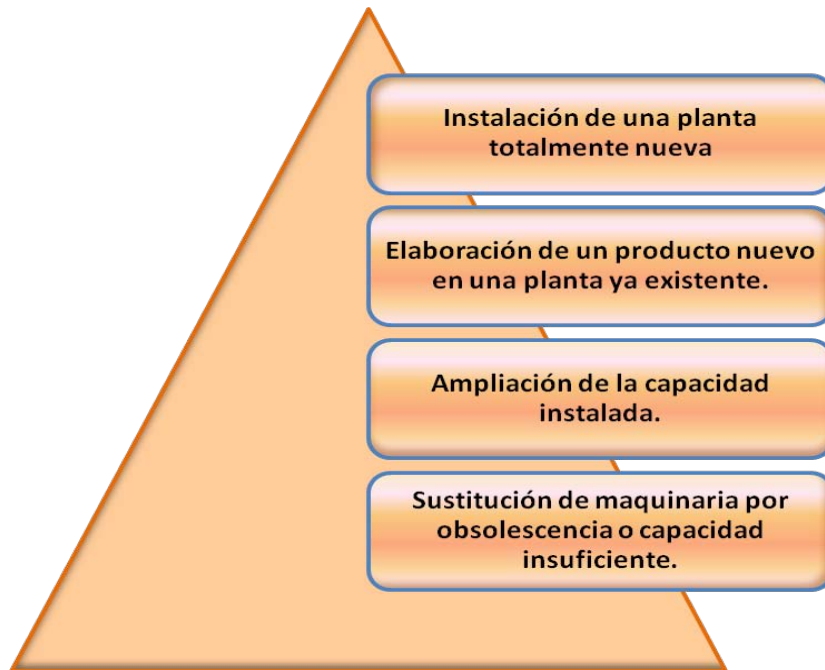 Instalación de una planta
totalmente nueva
Elaboración de un producto nuevo
en una planta ya existente.
Ampliación de la capacidad
instalada.
Sustitución de maquinaria por
obsolescencia o capacidad
insuficiente.